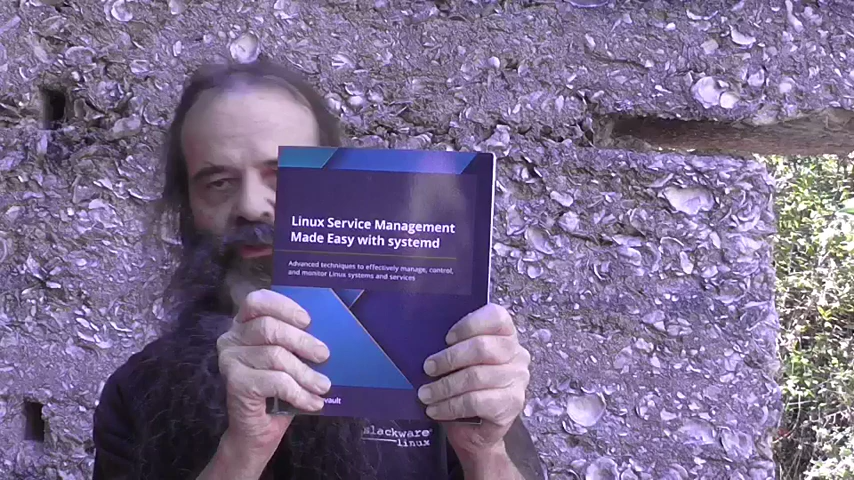 Linux Service Management
Made Easy with systemd
Advanced techniques to effectively manage, control,
and monitor Linux systems and services
vault
slackware
linux